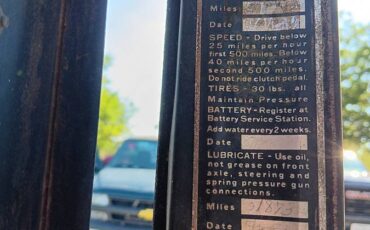 Miles
Date
SPEED - Drive below
25 miles per hour
first 500 miles. Below
40 miles per hour
second 500 miles.
Do not ride clutch pedal.
TIRES - 30 lbs. all
Maintain Pressure
BATTERY - Register at
Battery Service Station.
Add water every 2 weeks.
Date
LUBRICATE - Use oil,
not grease on front
axle, steering and
spring pressure gun
connections.
Miles
Date